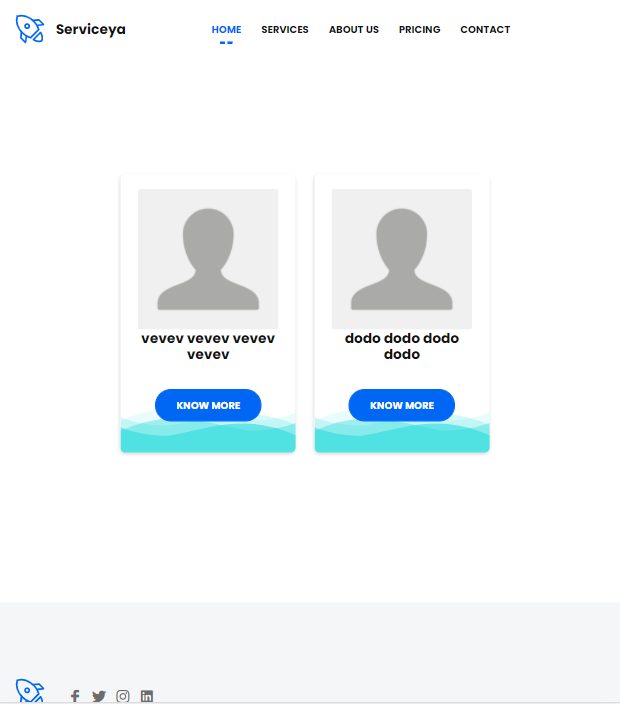 Serviceya
HOME SERVICES ABOUT US PRICING CONTACT
vevev vevev vevev
vevev
KNOW MORE
dodo dodo dodo
dodo
KNOW MORE